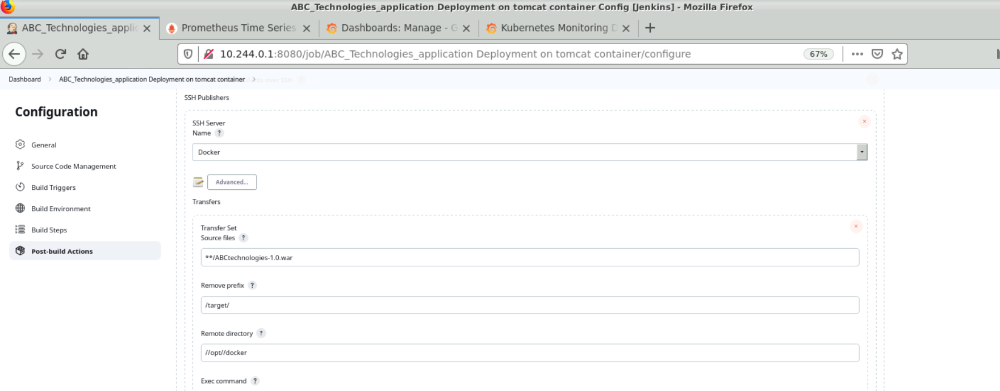 ABC_Technologies_application Deployment on tomcat container Config [Jenkins] - Mozilla Firefox
ABC_Technologies_applic
Prometheus Time Series
Dashboards: Manage - G
Kubernetes Monitoring D
10.244.0.1:8080/job/ABC_Technologies_application Deployment on tomcat container/configure
67%
Dashboard
ABC_Technologies_application Deployment on tomcat container
over SSH
SSH Publishers
Configuration
General
Source Code Management
Build Triggers
Build Environment
Build Steps
Post-build Actions
SSH Server
Name ?
Docker
Advanced...
Transfers
Transfer Set
Source files ?
**/ABCtechnologies-1.0.war
Remove prefix ?
/target/
Remote directory ?
//opt//docker
Exec command ?